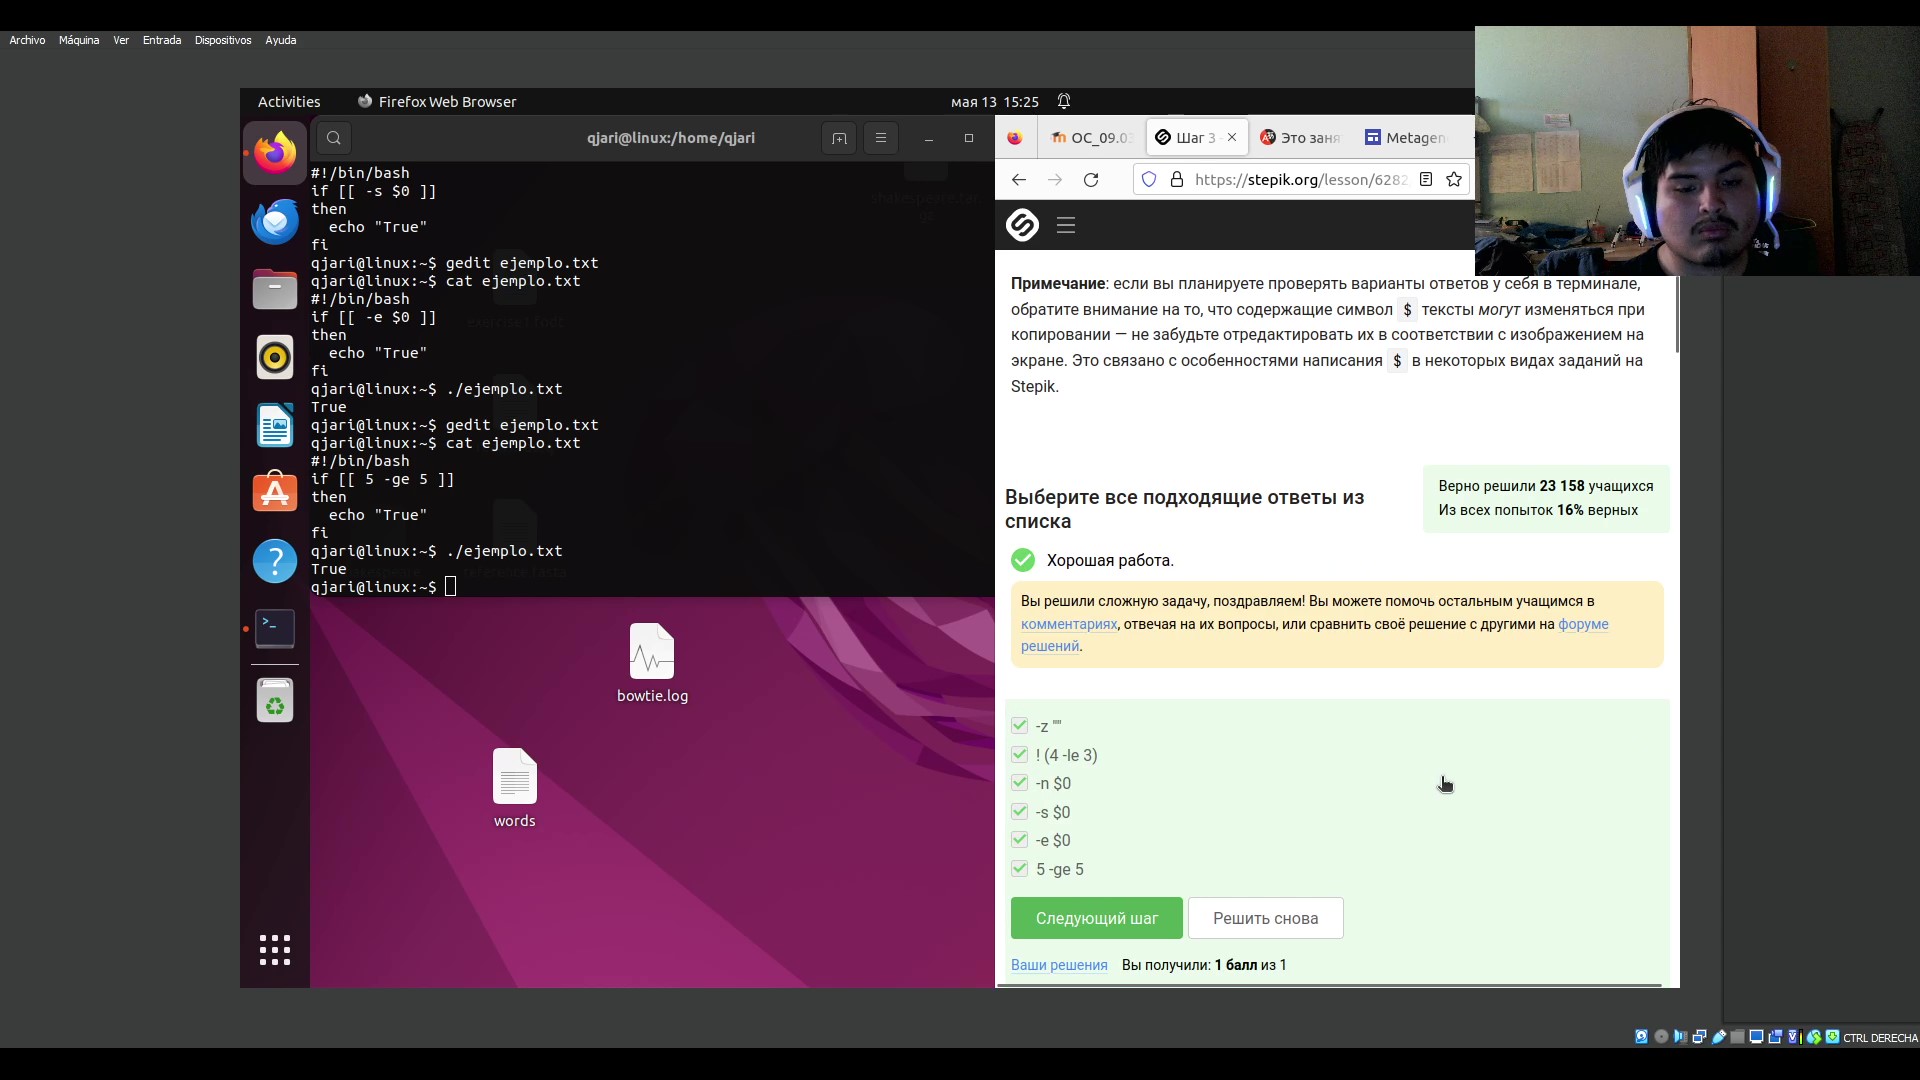 Archivo Máquina Ver Entrada Dispositivos Ayuda
Activities Firefox Web Browser мая 13 15:25
qjari@linux:/home/qjari
#!/bin/bash
if [[ -s $0 ]]
then
echo "True"
fi
qjari@linux:~$ gedit ejemplo.txt
qjari@linux:~$ cat ejemplo.txt
#!/bin/bash
if [[ -e $0 ]]
then
echo "True"
fi
qjari@linux:~$ ./ejemplo.txt
True
qjari@linux:~$ gedit ejemplo.txt
qjari@linux:~$ cat ejemplo.txt
#!/bin/bash
if [[ 5 -ge 5 ]]
then
echo "True"
fi
qjari@linux:~$ ./ejemplo.txt
True
qjari@linux:~$
bowtie.log
words
ОС_09.0 Шаг 3 Это заня Metagen
https://stepik.org/lesson/6282
Примечание: если вы планируете проверять варианты ответов у себя в терминале,
обратите внимание на то, что содержащие символ $ тексты могут изменяться при
копировании — не забудьте отредактировать их в соответствии с изображением на
экране. Это связано с особенностями написания $ в некоторых видах заданий на
Stepik.
Выберите все подходящие ответы из
списка
Верно решили 23 158 учащихся
Из всех попыток 16% верных
Хорошая работа.
Вы решили сложную задачу, поздравляем! Вы можете помочь остальным учащимся в
комментариях, отвечая на их вопросы, или сравнить своё решение с другими на форуме
решений.
-z ""
! (4 -le 3)
-n $0
-s $0
-e $0
5 -ge 5
Следующий шаг Решить снова
Ваши решения Вы получили: 1 балл из 1
CTRL DERECHA